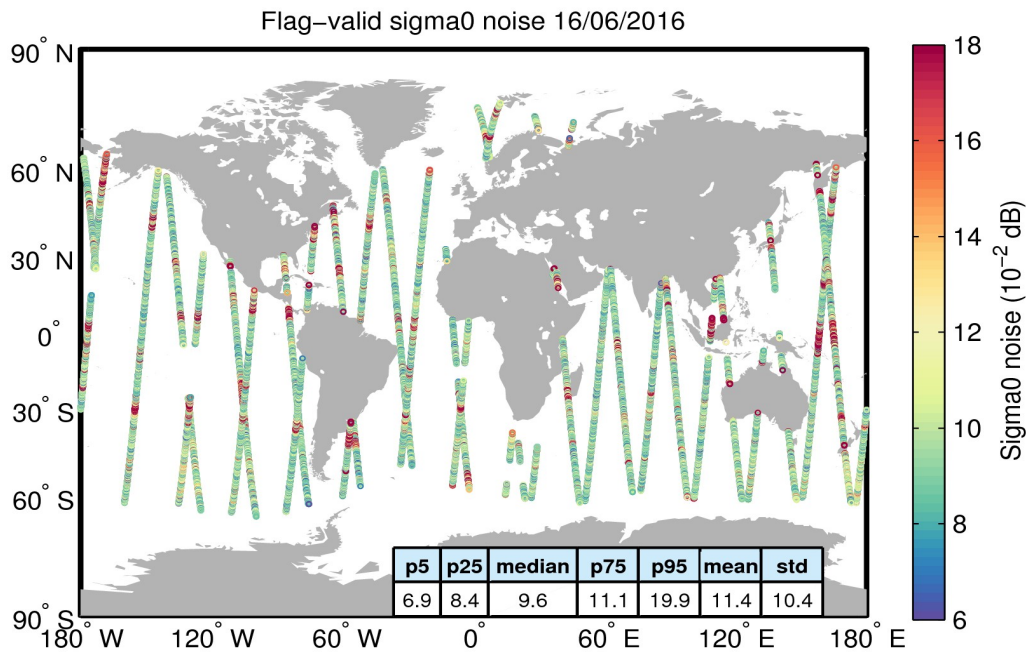 Flag−valid sigma0 noise 16/06/2016
90° N
60° N
30° N
0°
30° S
60° S
90° S
180° W
120° W
60° W
0°
60° E
120° E
180° E
p5 p25 median p75 p95 mean std
6.9 8.4 9.6 11.1 19.9 11.4 10.4
18
16
14
12
10
8
6
Sigma0 noise (10⁻² dB)